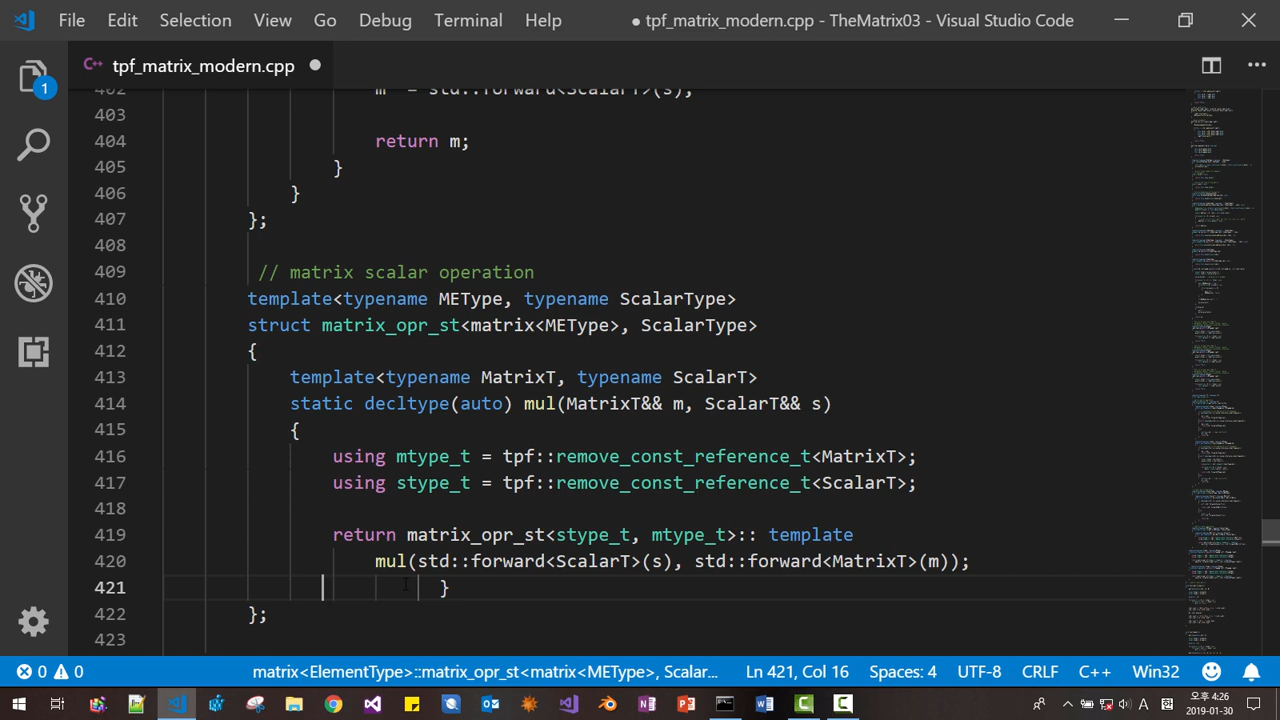 File Edit Selection View Go Debug Terminal Help
● tpf_matrix_modern.cpp - TheMatrix03 - Visual Studio Code
C++ tpf_matrix_modern.cpp ●
1
402 m = std::forward<ScalarT>(s);
403
404 return m;
405 }
406 }
407 };
408
409 // matrix scalar operation
410 template<typename METype, typename ScalarType>
411 struct matrix_opr_st<matrix<METype>, ScalarType>
412 {
413 template<typename MatrixT, typename ScalarT>
414 static decltype(auto) mul(MatrixT&& m, ScalarT&& s)
415 {
416 using mtype_t = tpf::remove_const_reference_t<MatrixT>;
417 using stype_t = tpf::remove_const_reference_t<ScalarT>;
418
419 return matrix_opr_st<stype_t, mtype_t>:: template
420 mul(std::forward<ScalarT>(s), std::forward<MatrixT>(m));
421 }
422 };
423
0 0 matrix<ElementType>::matrix_opr_st<matrix<METype>, Scalar... Ln 421, Col 16 Spaces: 4 UTF-8 CRLF C++ Win32
오후 4:26
2019-01-30